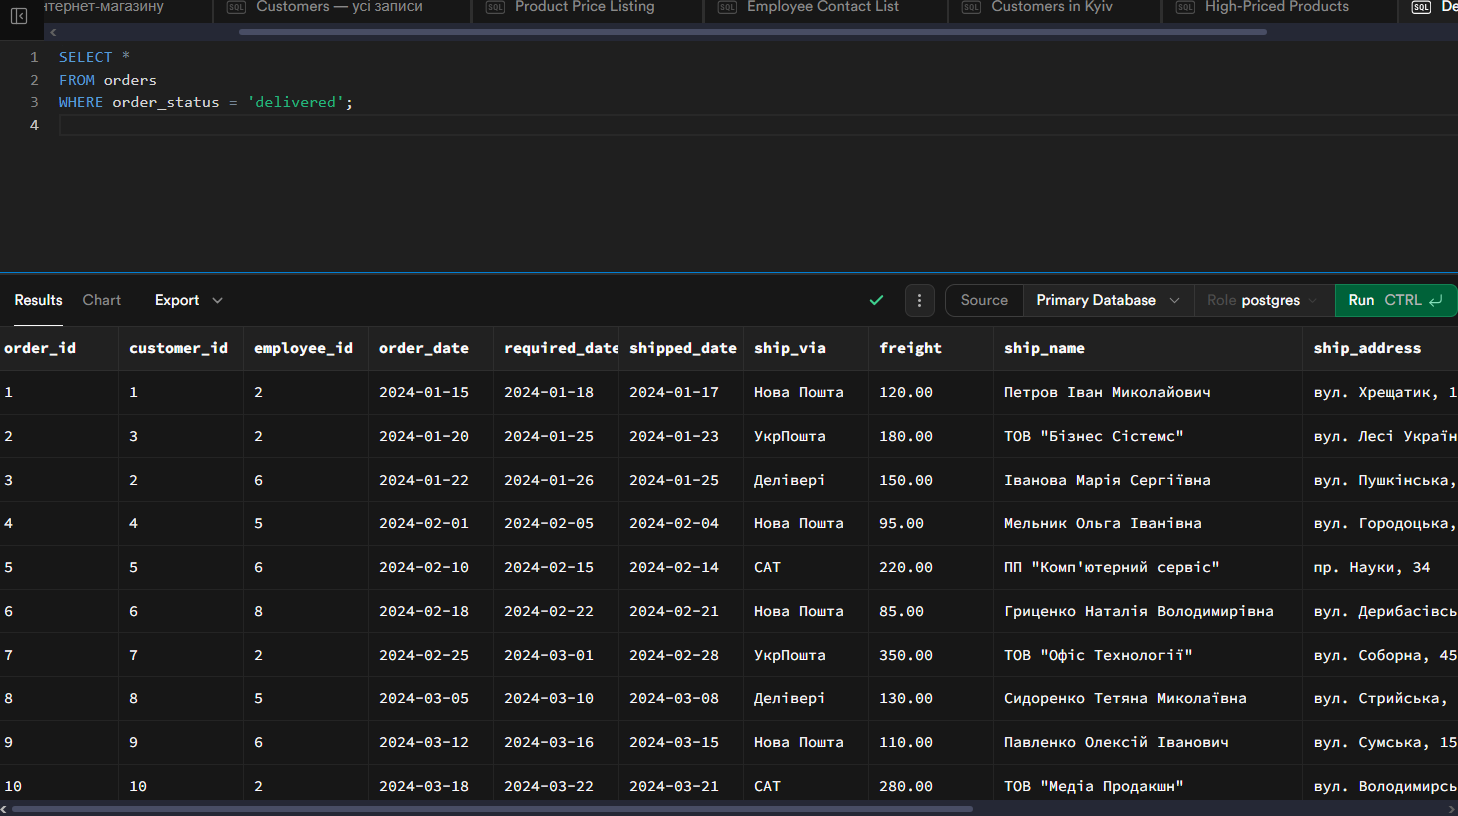 нтернет-магазину SQL Customers — усі записи SQL Product Price Listing SQL Employee Contact List SQL Customers in Kyiv SQL High-Priced Products SQL De
1 SELECT *
2 FROM orders
3 WHERE order_status = 'delivered';
4
Results Chart Export Source Primary Database Role postgres Run CTRL
order_id customer_id employee_id order_date required_date shipped_date ship_via freight ship_name ship_address
1 1 2 2024-01-15 2024-01-18 2024-01-17 Нова Пошта 120.00 Петров Іван Миколайович вул. Хрещатик, 1
2 3 2 2024-01-20 2024-01-25 2024-01-23 УкрПошта 180.00 ТОВ "Бізнес Сістемс" вул. Лесі Україн
3 2 6 2024-01-22 2024-01-26 2024-01-25 Делівері 150.00 Іванова Марія Сергіївна вул. Пушкінська,
4 4 5 2024-02-01 2024-02-05 2024-02-04 Нова Пошта 95.00 Мельник Ольга Іванівна вул. Городоцька,
5 5 6 2024-02-10 2024-02-15 2024-02-14 САТ 220.00 ПП "Комп'ютерний сервіс" пр. Науки, 34
6 6 8 2024-02-18 2024-02-22 2024-02-21 Нова Пошта 85.00 Гриценко Наталія Володимирівна вул. Дерибасівсь
7 7 2 2024-02-25 2024-03-01 2024-02-28 УкрПошта 350.00 ТОВ "Офіс Технології" вул. Соборна, 45
8 8 5 2024-03-05 2024-03-10 2024-03-08 Делівері 130.00 Сидоренко Тетяна Миколаївна вул. Стрийська,
9 9 6 2024-03-12 2024-03-16 2024-03-15 Нова Пошта 110.00 Павленко Олексій Іванович вул. Сумська, 15
10 10 2 2024-03-18 2024-03-22 2024-03-21 САТ 280.00 ТОВ "Медіа Продакшн" вул. Володимирсь